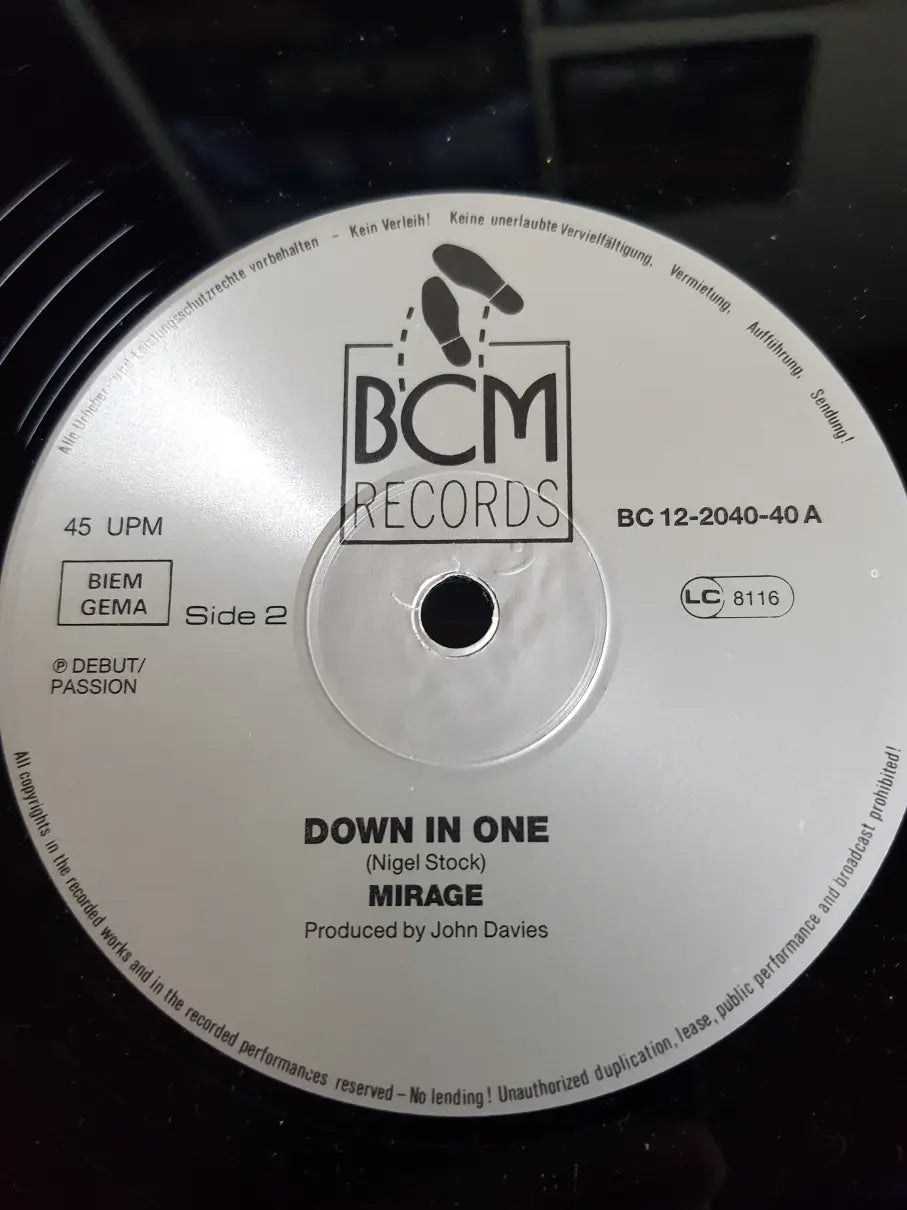 Alle Urheber- und Leistungsschutzrechte vorbehalten – Kein Verleih! Keine unerlaubte Vervielfältigung, Vermietung, Aufführung, Sendung!
BCM
RECORDS
45 UPM
BC 12-2040-40 A
BIEM
GEMA
Side 2
LC 8116
℗ DEBUT/
PASSION
DOWN IN ONE
(Nigel Stock)
MIRAGE
Produced by John Davies
All copyrights in the recorded works and in the recorded performances reserved – No lending! Unauthorized duplication, lease, public performance and broadcast prohibited!